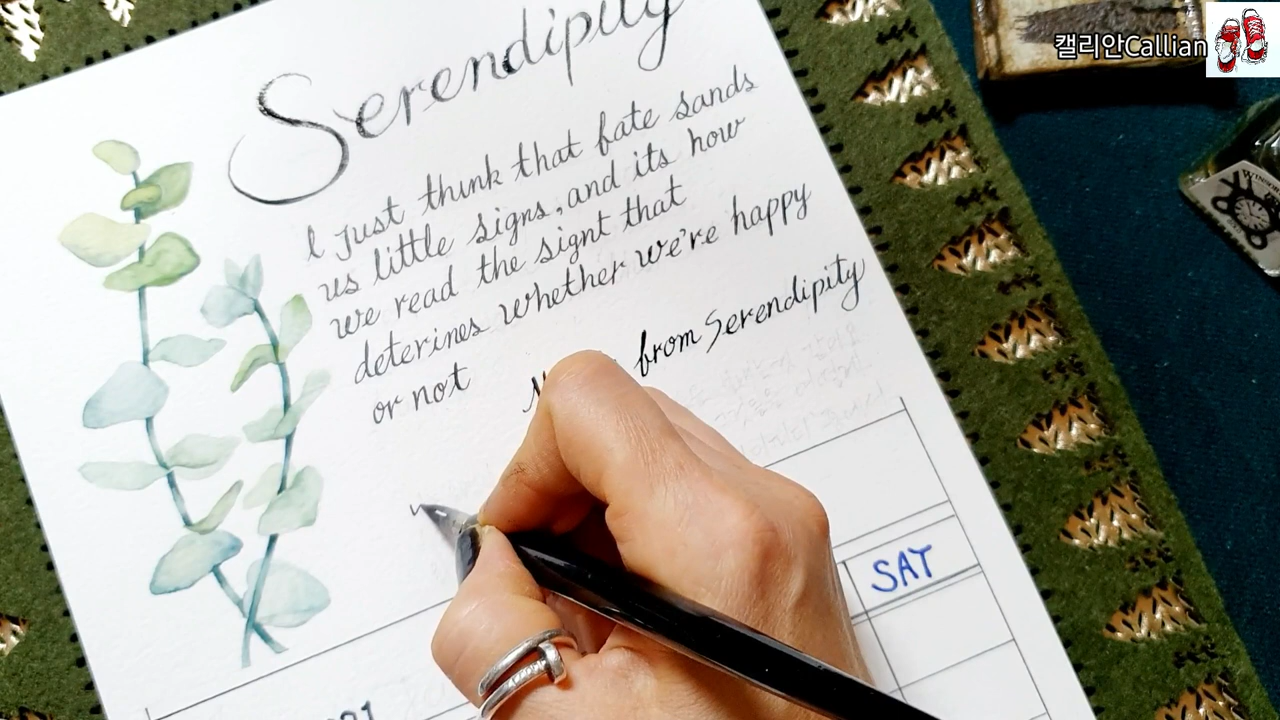 캘리안Callian
Serendipity
I just think that fate sands
us little signs, and its how
we read the signt that
deterines whether we're happy
or not
from Serendipity
SAT